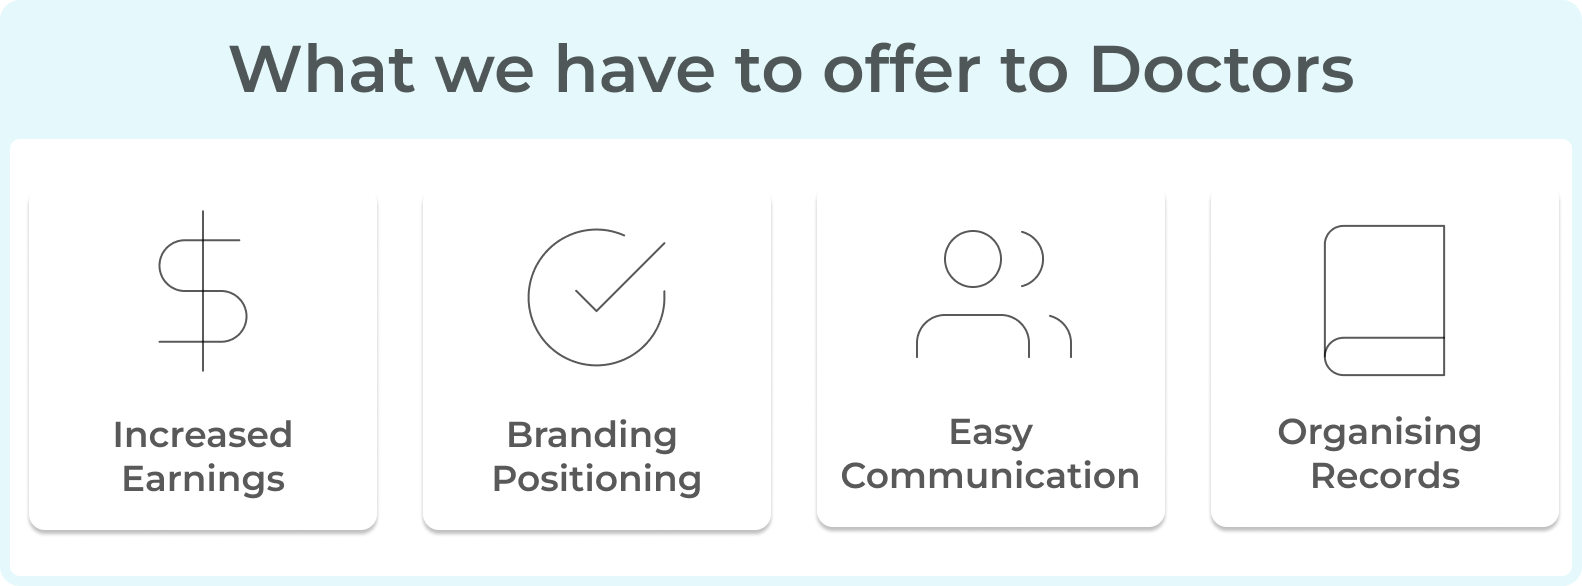 What we have to offer to Doctors
Increased
Earnings
Branding
Positioning
Easy
Communication
Organising
Records